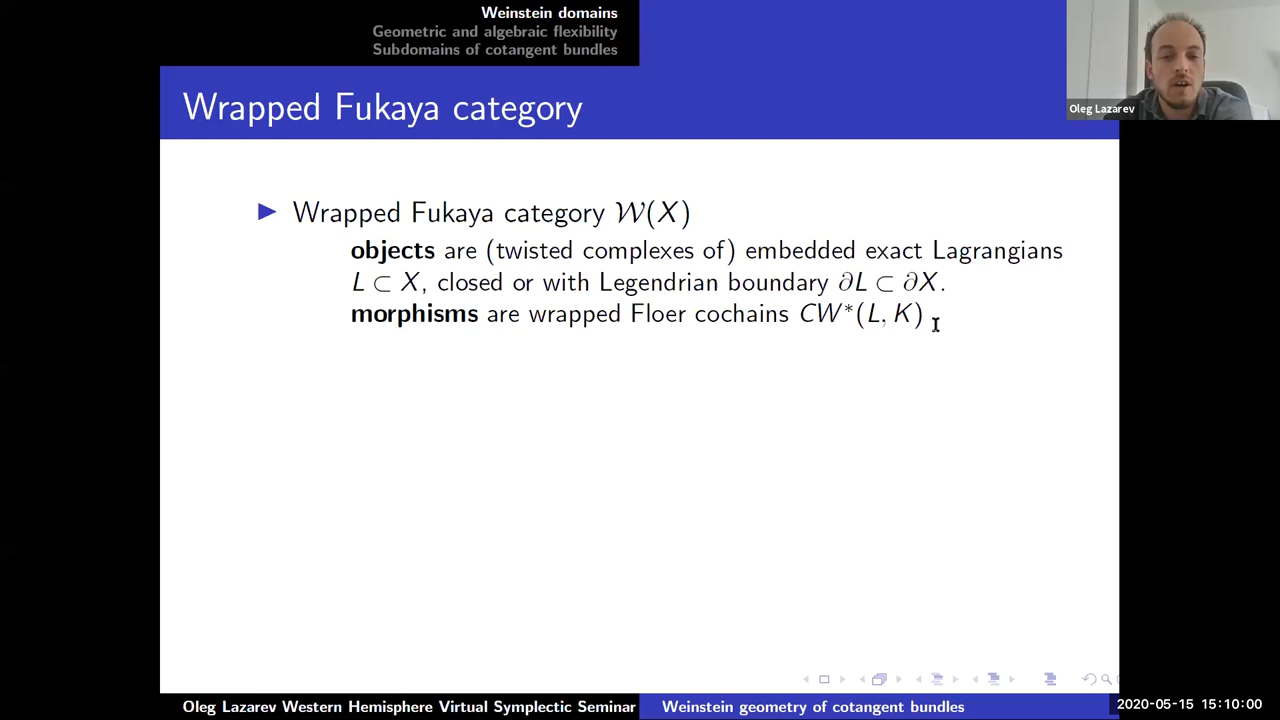 Weinstein domains
Geometric and algebraic flexibility
Subdomains of cotangent bundles
Oleg Lazarev
Wrapped Fukaya category
Wrapped Fukaya category 𝒲(X)
objects are (twisted complexes of) embedded exact Lagrangians
L ⊂ X, closed or with Legendrian boundary ∂L ⊂ ∂X.
morphisms are wrapped Floer cochains CW*(L, K)
Oleg Lazarev Western Hemisphere Virtual Symplectic Seminar
Weinstein geometry of cotangent bundles
2020-05-15 15:10:00